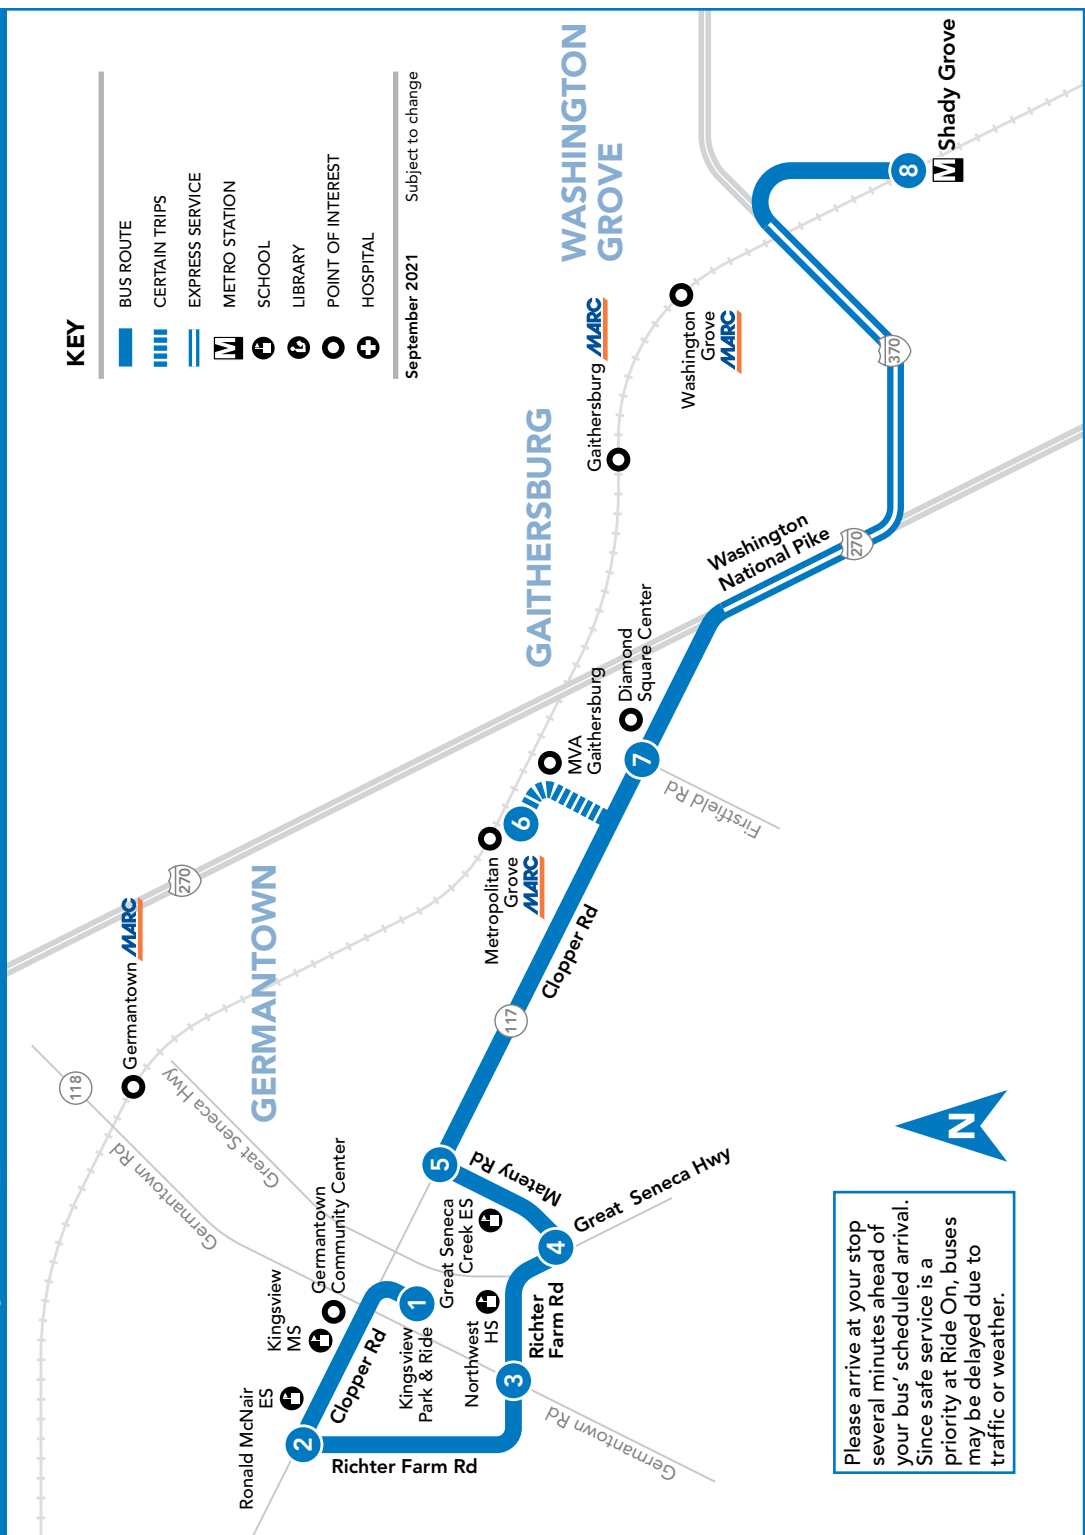 KEY
BUS ROUTE
CERTAIN TRIPS
EXPRESS SERVICE
M
METRO STATION
SCHOOL
LIBRARY
POINT OF INTEREST
HOSPITAL
September 2021
Subject to change
WASHINGTON
GROVE
GAITHERSBURG
GERMANTOWN
Germantown MARC
270
118
Germantown Rd
Great Seneca Hwy
Ronald McNair
ES
Kingsview
MS
Germantown
Community Center
2
Clopper Rd
1
Kingsview
Park & Ride
Richter Farm Rd
Northwest
HS
3
Richter
Farm Rd
Germantown Rd
Great Seneca
Creek ES
4
Great Seneca Hwy
Mateny Rd
5
117
Clopper Rd
Metropolitan
Grove
MARC
6
MVA
Gaithersburg
7
Firstfield Rd
Diamond
Square Center
Washington
National Pike
270
Gaithersburg MARC
Washington
Grove
MARC
370
8
M Shady Grove
N
Please arrive at your stop
several minutes ahead of
your bus’ scheduled arrival.
Since safe service is a
priority at Ride On, buses
may be delayed due to
traffic or weather.